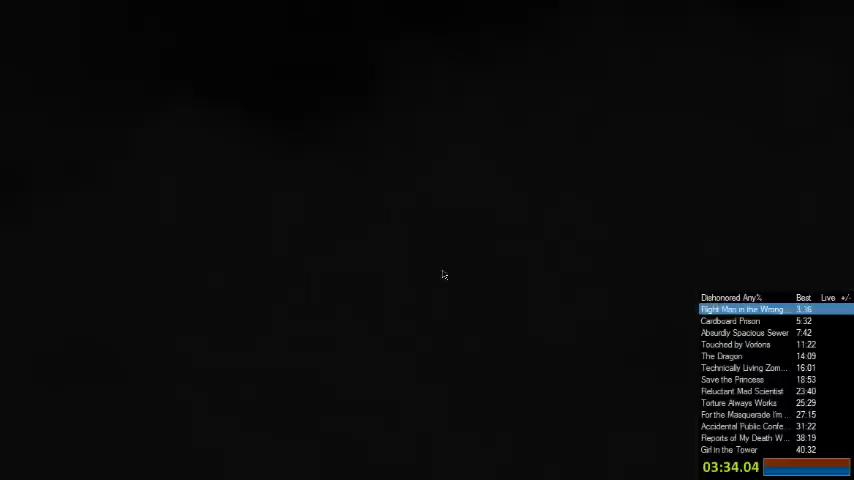 Dishonored Any% Best Live +/-
Right Man in the Wrong... 3:16
Cardboard Prison 5:32
Absurdly Spacious Sewer 7:42
Touched by Vorlons 11:22
The Dragon 14:09
Technically Living Zom... 16:01
Save the Princess 18:53
Reluctant Mad Scientist 23:40
Torture Always Works 25:29
For the Masquerade I'm ... 27:15
Accidental Public Confe... 31:22
Reports of My Death W... 38:19
Girl in the Tower 40:32
03:34.04